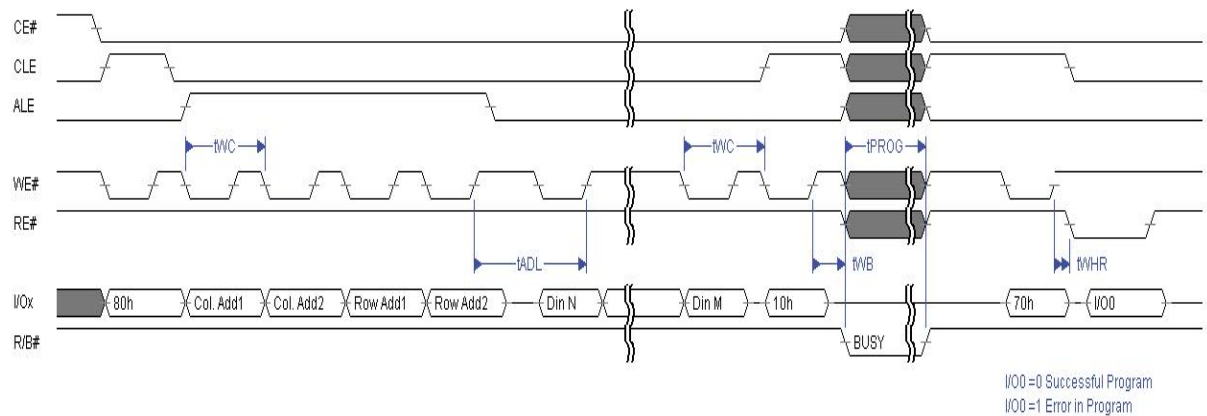 CE#
CLE
ALE
tWC tWC tPROG
WE#
RE#
tADL tWB tWHR
I/Ox 80h Col. Add1 Col. Add2 Row Add1 Row Add2 Din N Din M 10h 70h I/O0
R/B# BUSY
I/O0 =0 Successful Program
I/O0 =1 Error in Program